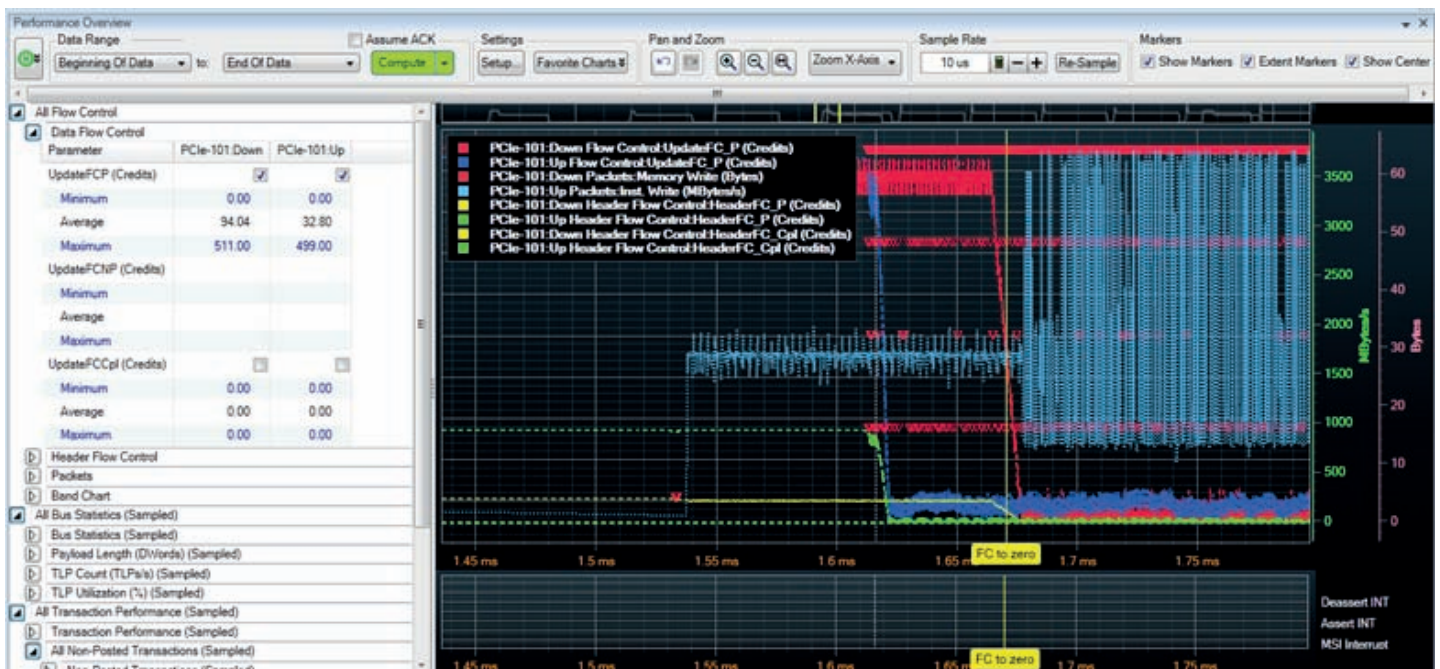 Performance Overview
Data Range
Assume ACK
Settings
Pan and Zoom
Sample Rate
Markers
Beginning Of Data to: End Of Data Compute Setup... Favorite Charts Zoom X-Axis 10 us Re-Sample Show Markers Extent Markers Show Center
All Flow Control
Data Flow Control
Parameter PCIe-101:Down PCIe-101:Up
UpdateFCP (Credits)
Minimum 0.00 0.00
Average 94.04 32.80
Maximum 511.00 499.00
UpdateFCNP (Credits)
Minimum
Average
Maximum
UpdateFCCpl (Credits)
Minimum 0.00 0.00
Average 0.00 0.00
Maximum 0.00 0.00
Header Flow Control
Packets
Band Chart
All Bus Statistics (Sampled)
Bus Statistics (Sampled)
Payload Length (DWords) (Sampled)
TLP Count (TLPs/s) (Sampled)
TLP Utilization (%) (Sampled)
All Transaction Performance (Sampled)
Transaction Performance (Sampled)
All Non-Posted Transactions (Sampled)
Non-Posted Transactions (Sampled)
PCIe-101:Down Flow Control:UpdateFC_P (Credits)
PCIe-101:Up Flow Control:UpdateFC_P (Credits)
PCIe-101:Down Packets:Memory Write (Bytes)
PCIe-101:Up Packets:Inst. Write (MBytes/s)
PCIe-101:Down Header Flow Control:HeaderFC_P (Credits)
PCIe-101:Up Header Flow Control:HeaderFC_P (Credits)
PCIe-101:Down Header Flow Control:HeaderFC_Cpl (Credits)
PCIe-101:Up Header Flow Control:HeaderFC_Cpl (Credits)
3500
3000
2500
2000
1500
1000
500
0
MBytes/s
60
50
40
30
20
10
0
Bytes
1.45 ms 1.5 ms 1.55 ms 1.6 ms 1.65 m FC to zero 1.7 ms 1.75 ms
Deassert INT
Assert INT
MSI Interrupt
1.45 ms 1.5 ms 1.55 ms 1.6 ms 1.65 m FC to zero 1.7 ms 1.75 ms